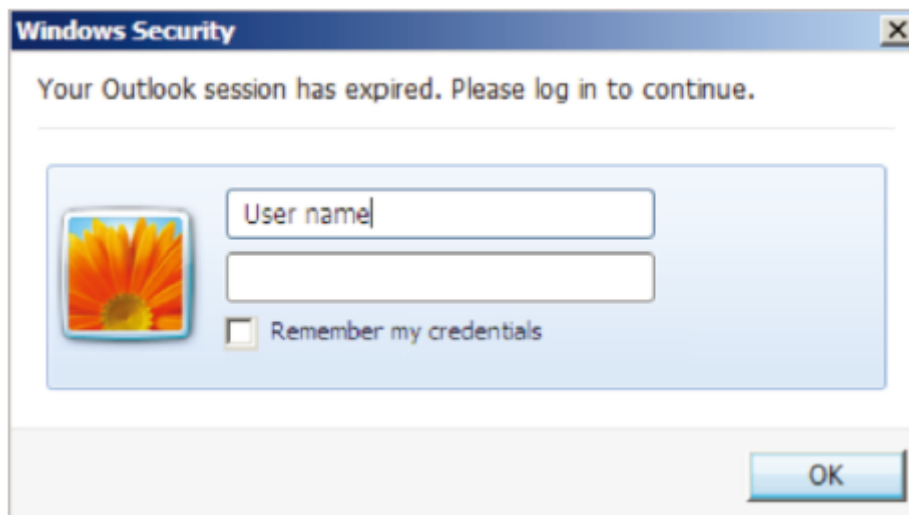 Windows Security
Your Outlook session has expired. Please log in to continue.
User name
Remember my credentials
OK